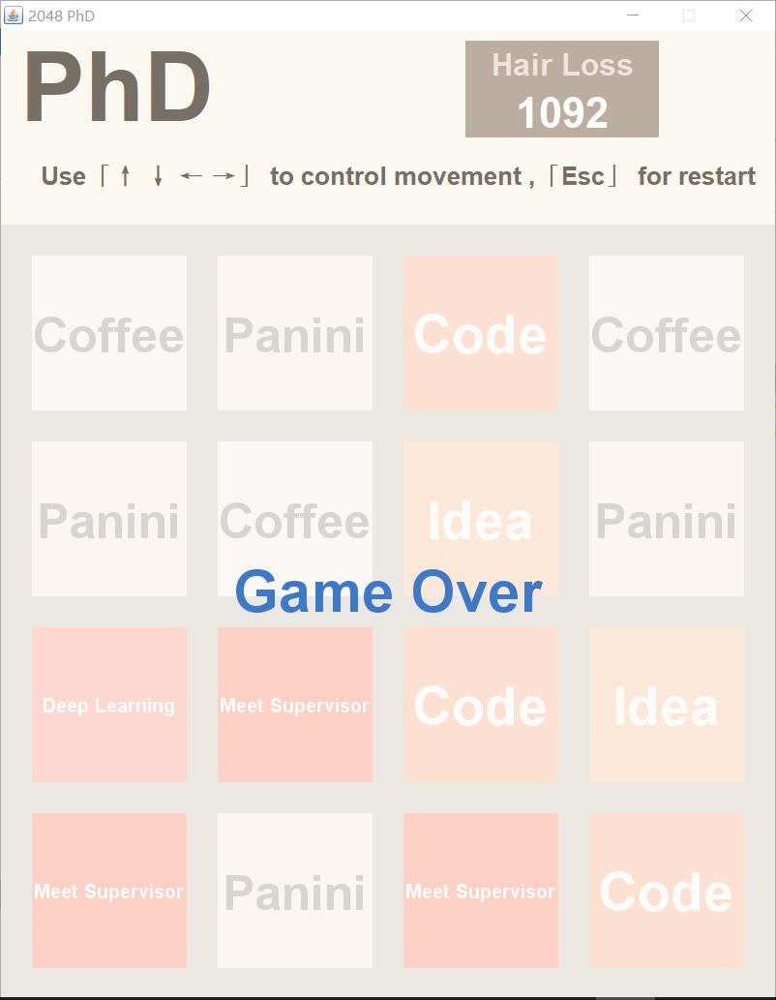 2048 PhD
PhD
Hair Loss
1092
Use「↑ ↓ ←→」 to control movement ,「Esc」 for restart
Coffee Panini Code Coffee
Panini Coffee Idea Panini
Game Over
Deep Learning Meet Supervisor Code Idea
Meet Supervisor Panini Meet Supervisor Code